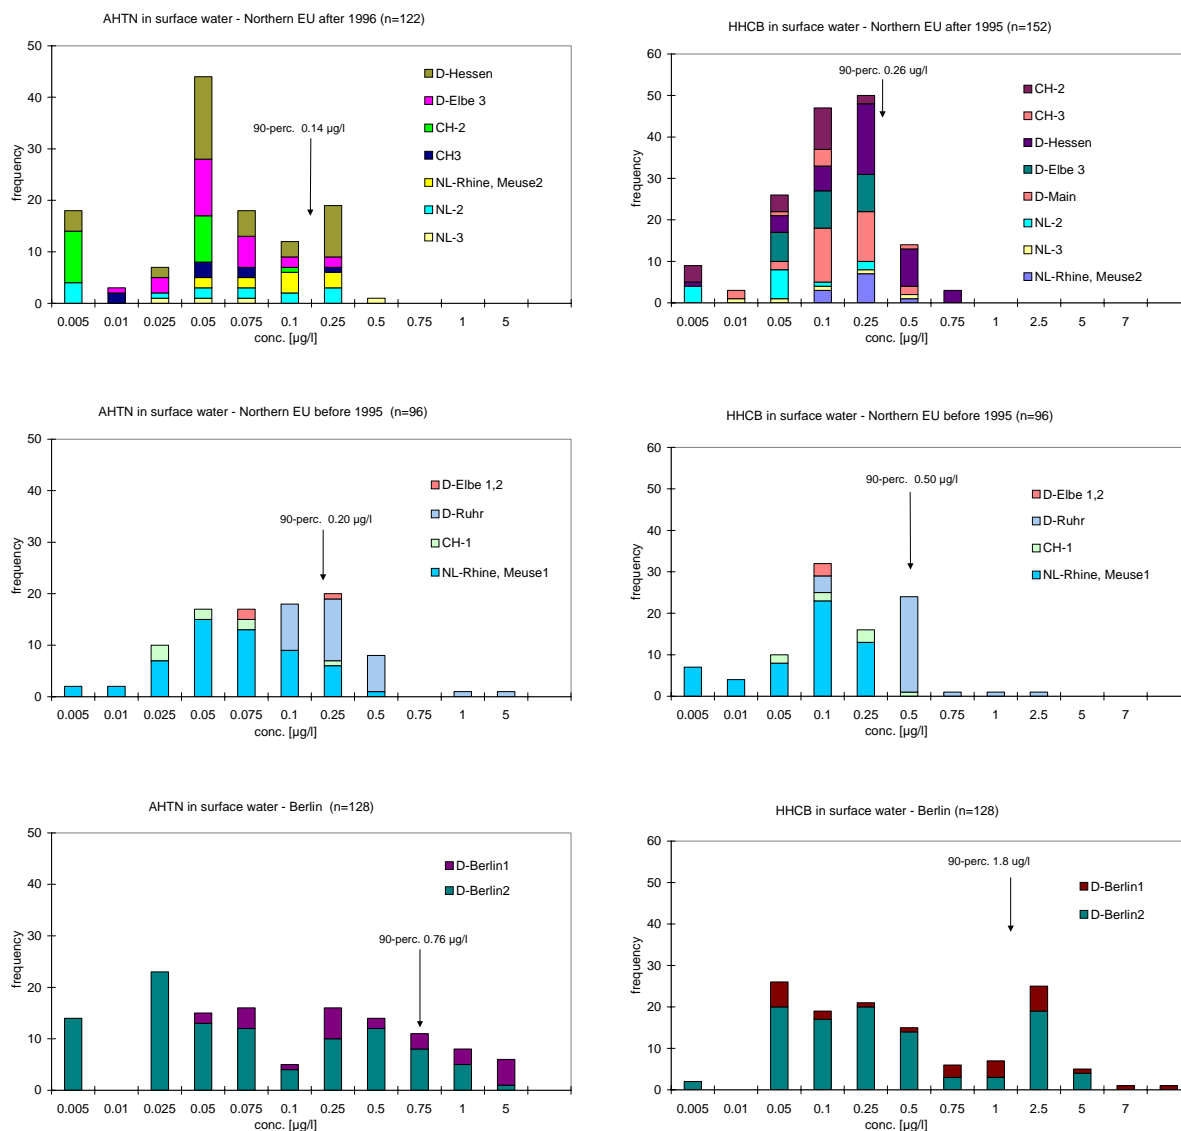 AHTN in surface water - Northern EU after 1996 (n=122)
50
40
30
20
10
0
frequency
90-perc. 0.14 µg/l
D-Hessen
D-Elbe 3
CH-2
CH3
NL-Rhine, Meuse2
NL-2
NL-3
0.005 0.01 0.025 0.05 0.075 0.1 0.25 0.5 0.75 1 5
conc. [µg/l]
HHCB in surface water - Northern EU after 1995 (n=152)
60
50
40
30
20
10
0
frequency
90-perc. 0.26 ug/l
CH-2
CH-3
D-Hessen
D-Elbe 3
D-Main
NL-2
NL-3
NL-Rhine, Meuse2
0.005 0.01 0.05 0.1 0.25 0.5 0.75 1 2.5 5 7
conc. [µg/l]
AHTN in surface water - Northern EU before 1995 (n=96)
50
40
30
20
10
0
frequency
90-perc. 0.20 µg/l
D-Elbe 1,2
D-Ruhr
CH-1
NL-Rhine, Meuse1
0.005 0.01 0.025 0.05 0.075 0.1 0.25 0.5 0.75 1 5
conc. [µg/l]
HHCB in surface water - Northern EU before 1995 (n=96)
60
50
40
30
20
10
0
frequency
90-perc. 0.50 µg/l
D-Elbe 1,2
D-Ruhr
CH-1
NL-Rhine, Meuse1
0.005 0.01 0.05 0.1 0.25 0.5 0.75 1 2.5 5 7
conc. [µg/l]
AHTN in surface water - Berlin (n=128)
50
40
30
20
10
0
frequency
90-perc. 0.76 µg/l
D-Berlin1
D-Berlin2
0.005 0.01 0.025 0.05 0.075 0.1 0.25 0.5 0.75 1 5
conc. [µg/l]
HHCB in surface water - Berlin (n=128)
60
50
40
30
20
10
0
frequency
90-perc. 1.8 ug/l
D-Berlin1
D-Berlin2
0.005 0.01 0.05 0.1 0.25 0.5 0.75 1 2.5 5 7
conc. [µg/l]